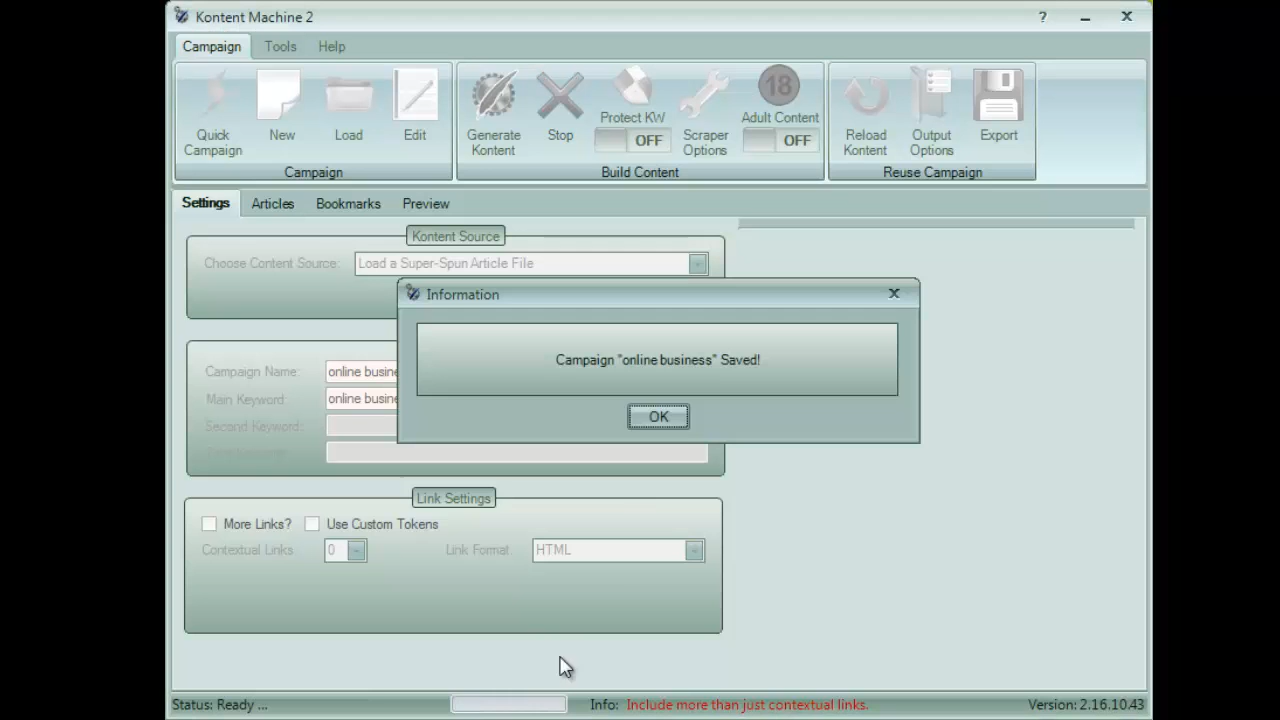 Kontent Machine 2
?
Campaign Tools Help
Quick Campaign
New
Load
Edit
Campaign
Generate Kontent
Stop
Protect KW
OFF
Scraper Options
18
Adult Content
OFF
Build Content
Reload Kontent
Output Options
Export
Reuse Campaign
Settings Articles Bookmarks Preview
Kontent Source
Choose Content Source: Load a Super-Spun Article File
Information
Campaign "online business" Saved!
OK
Campaign Name: online busine
Main Keyword: online busine
Second Keyword:
Link Settings
More Links? Use Custom Tokens
Contextual Links: 0 Link Format: HTML
Status: Ready ... Info: Include more than just contextual links. Version: 2.16.10.43